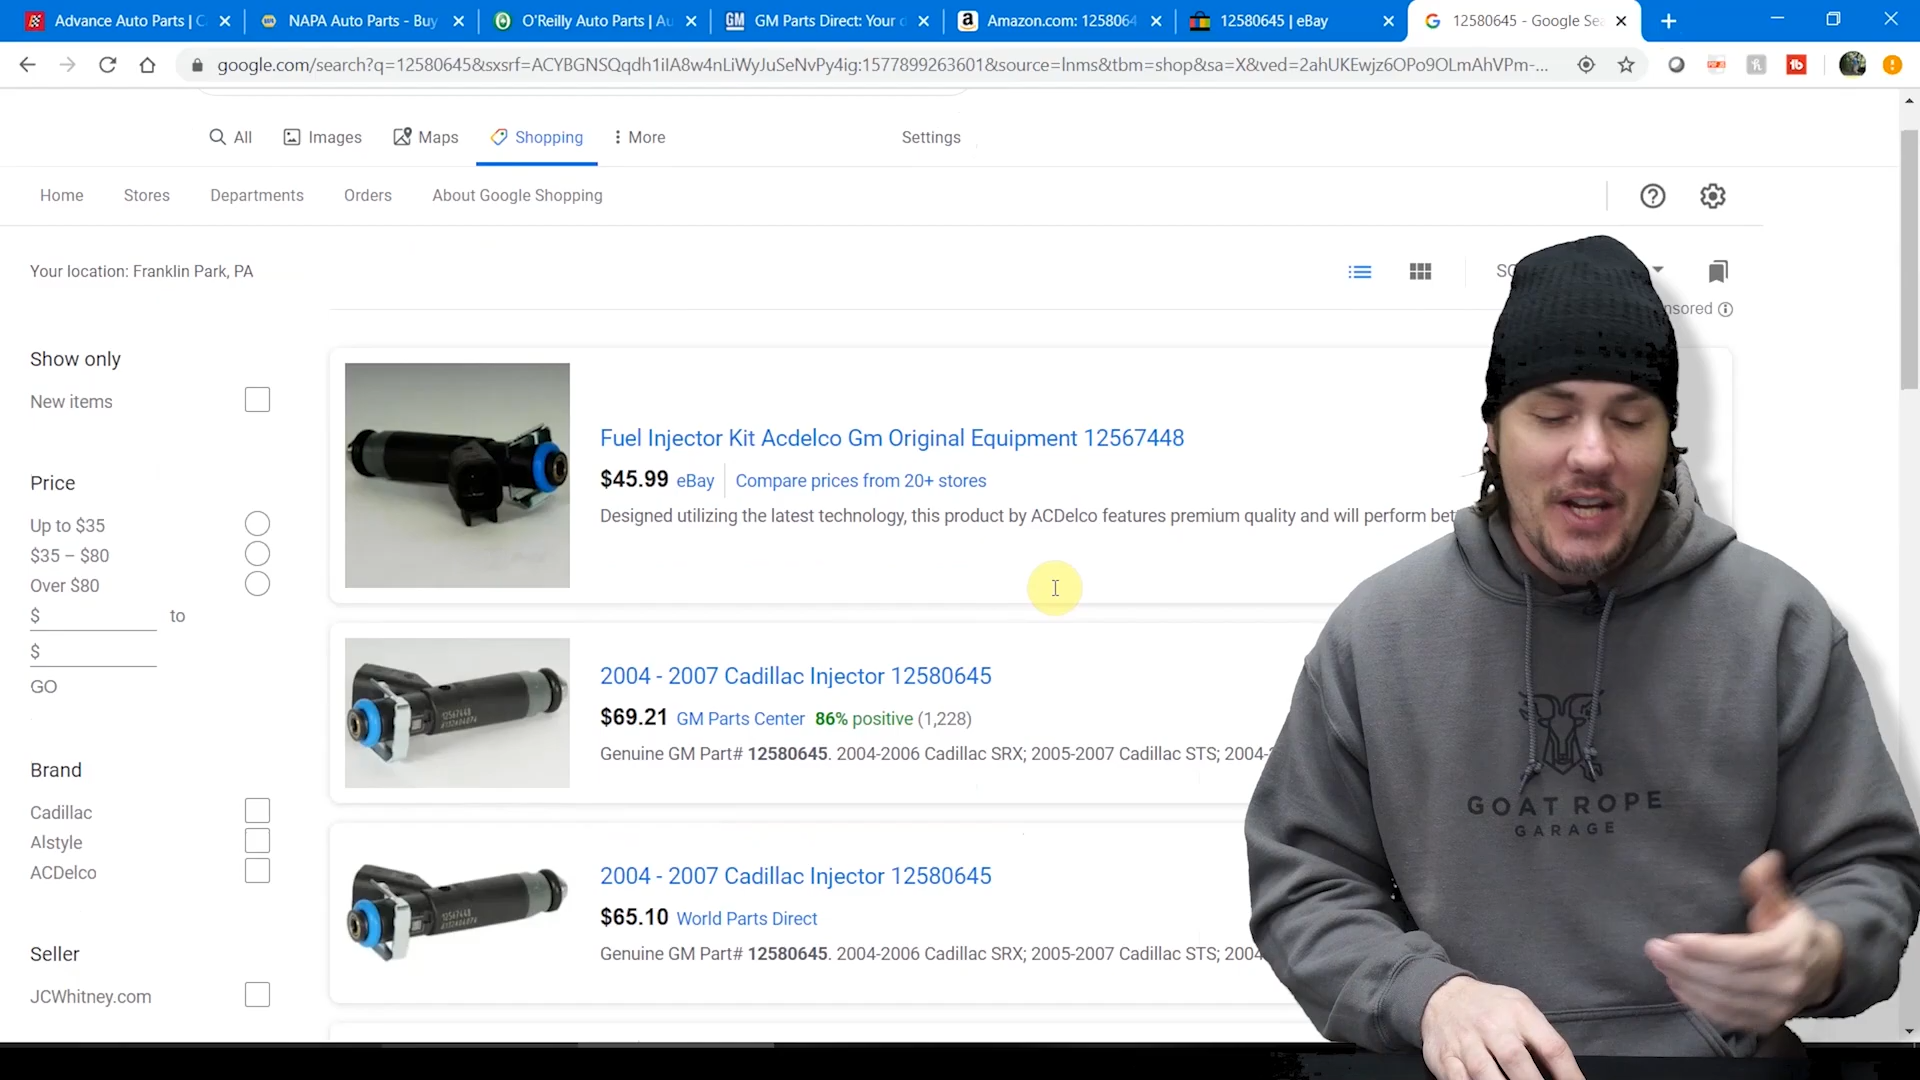 Advance Auto Parts | C
NAPA Auto Parts - Buy
O'Reilly Auto Parts | Au
GM Parts Direct: Your
Amazon.com: 1258064
12580645 | eBay
12580645 - Google Sea
google.com/search?q=12580645&sxsrf=ACYBGNSQqdh1iIA8w4nLiWyJuSeNvPy4ig:1577899263601&source=lnms&tbm=shop&sa=X&ved=2ahUKEwjz6OPo9OLmAhVPm-...
All Images Maps Shopping More Settings
Home Stores Departments Orders About Google Shopping
Your location: Franklin Park, PA
nsored
Show only
New items
Price
Up to $35
$35 – $80
Over $80
$ to
$
GO
Brand
Cadillac
Alstyle
ACDelco
Seller
JCWhitney.com
Fuel Injector Kit Acdelco Gm Original Equipment 12567448
$45.99 eBay Compare prices from 20+ stores
Designed utilizing the latest technology, this product by ACDelco features premium quality and will perform bet
2004 - 2007 Cadillac Injector 12580645
$69.21 GM Parts Center 86% positive (1,228)
Genuine GM Part# 12580645. 2004-2006 Cadillac SRX; 2005-2007 Cadillac STS; 2004-
2004 - 2007 Cadillac Injector 12580645
$65.10 World Parts Direct
Genuine GM Part# 12580645. 2004-2006 Cadillac SRX; 2005-2007 Cadillac STS; 2004
GOAT ROPE
GARAGE